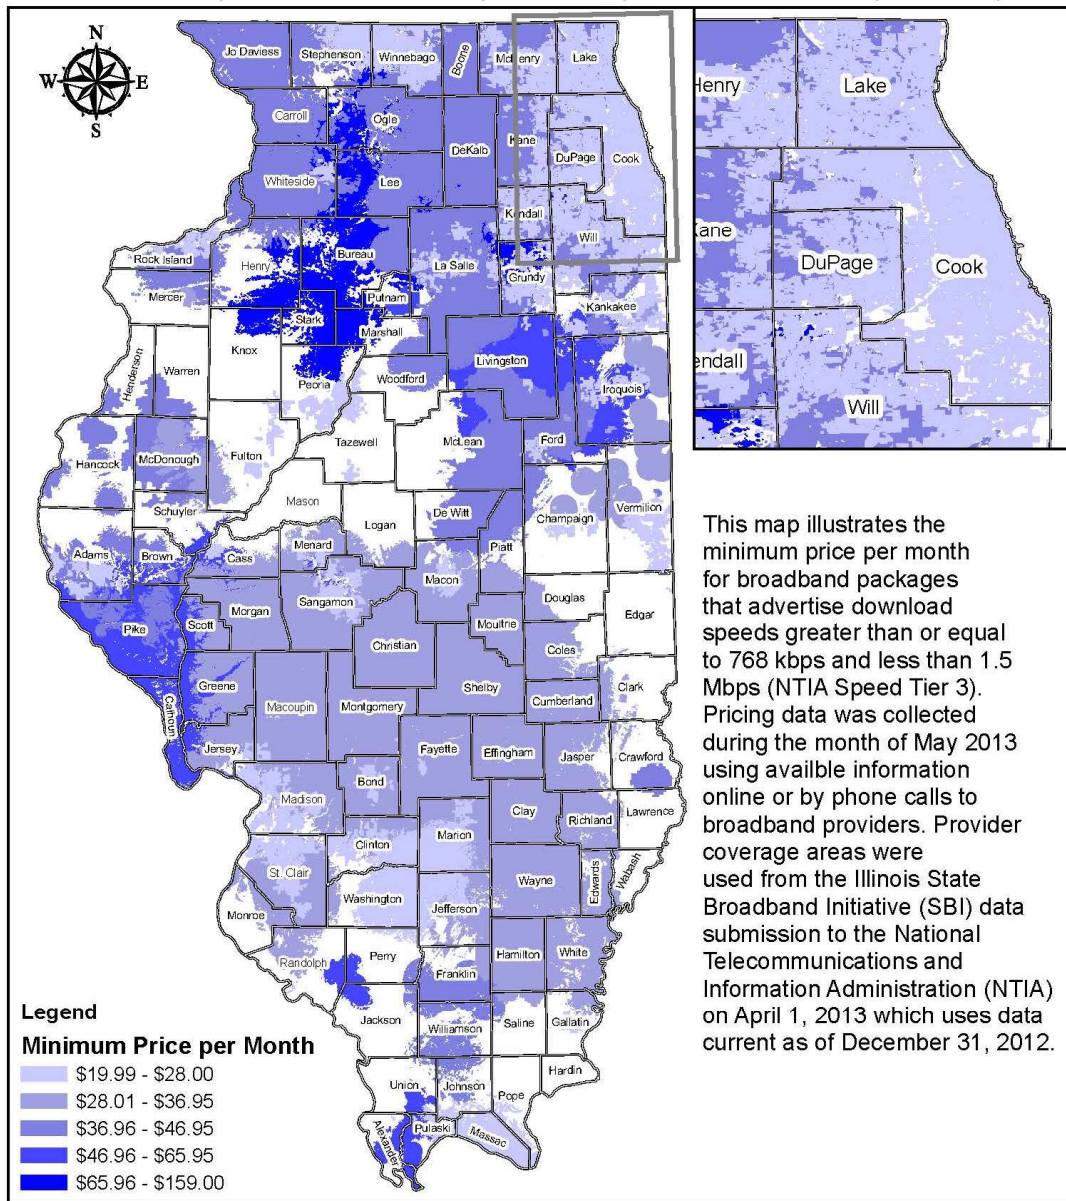 N
W E
S
Jo Daviess
Stephenson
Winnebago
Boone
McHenry
Lake
Carroll
Ogle
DeKalb
Kane
DuPage
Cook
Whiteside
Lee
Kendall
Will
Rock Island
Henry
Bureau
La Salle
Grundy
Mercer
Putnam
Kankakee
Stark
Marshall
Knox
Henderson
Warren
Peoria
Woodford
Livingston
Iroquois
Hancock
McDonough
Fulton
Tazewell
McLean
Ford
Schuyler
Mason
Logan
De Witt
Champaign
Vermilion
Adams
Brown
Cass
Menard
Piatt
Macon
Pike
Scott
Morgan
Sangamon
Christian
Moultrie
Douglas
Edgar
Coles
Greene
Macoupin
Montgomery
Shelby
Cumberland
Clark
Calhoun
Jersey
Fayette
Effingham
Jasper
Crawford
Madison
Bond
Clay
Richland
Lawrence
Clinton
Marion
St. Clair
Wayne
Edwards
Wabash
Washington
Jefferson
Monroe
Randolph
Perry
Franklin
Hamilton
White
Jackson
Williamson
Saline
Gallatin
Union
Johnson
Pope
Hardin
Alexander
Pulaski
Massac
Henry
Lake
Kane
DuPage
Cook
endall
Will
This map illustrates the
minimum price per month
for broadband packages
that advertise download
speeds greater than or equal
to 768 kbps and less than 1.5
Mbps (NTIA Speed Tier 3).
Pricing data was collected
during the month of May 2013
using availble information
online or by phone calls to
broadband providers. Provider
coverage areas were
used from the Illinois State
Broadband Initiative (SBI) data
submission to the National
Telecommunications and
Information Administration (NTIA)
on April 1, 2013 which uses data
current as of December 31, 2012.
Legend
Minimum Price per Month
$19.99 - $28.00
$28.01 - $36.95
$36.96 - $46.95
$46.96 - $65.95
$65.96 - $159.00